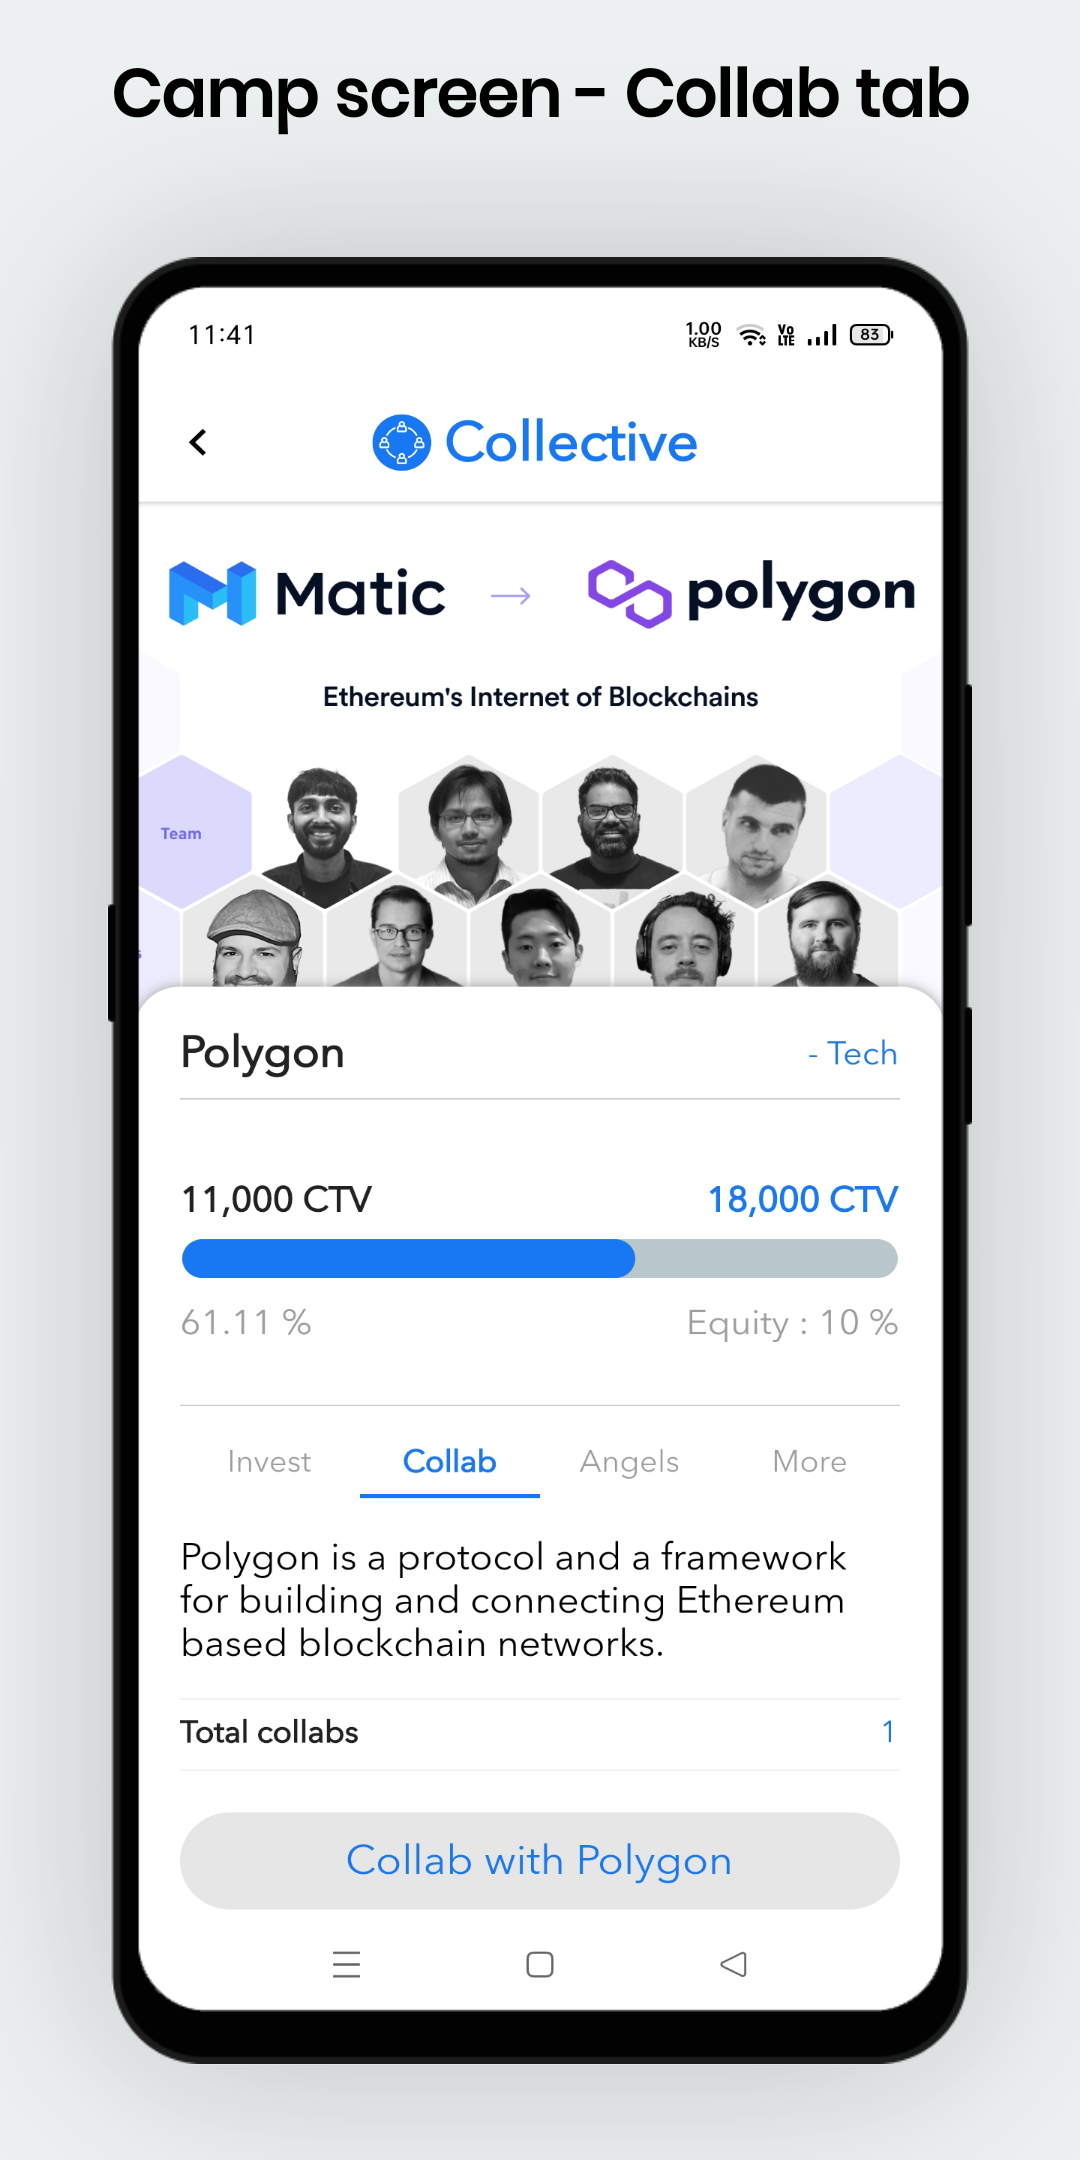 Camp screen - Collab tab
11:41
1.00
KB/S
Vo
LTE
83
Collective
Matic
polygon
Ethereum's Internet of Blockchains
Team
Polygon
- Tech
11,000 CTV
18,000 CTV
61.11 %
Equity : 10 %
Invest
Collab
Angels
More
Polygon is a protocol and a framework
for building and connecting Ethereum
based blockchain networks.
Total collabs
1
Collab with Polygon